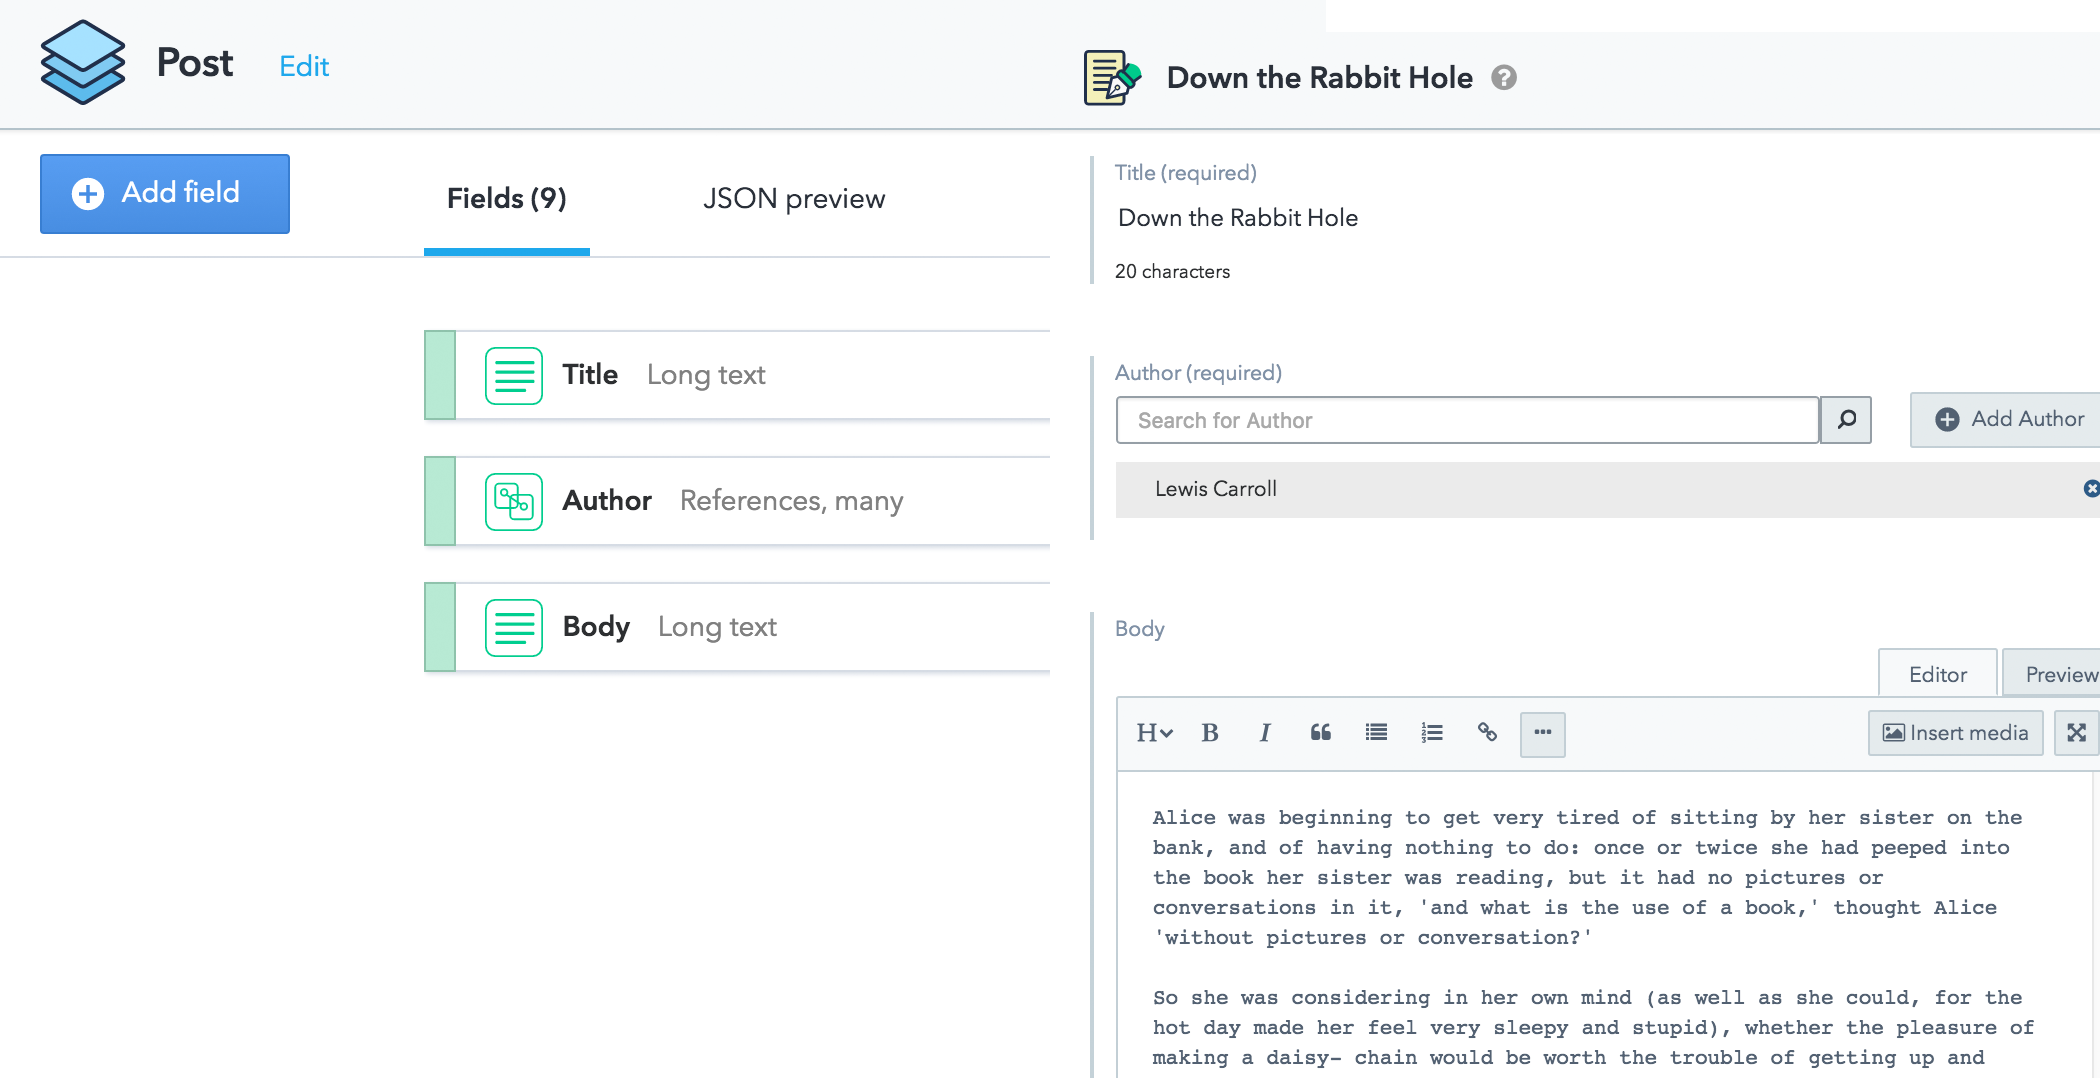 Post Edit
Add field
Fields (9) JSON preview
Title Long text
Author References, many
Body Long text
Down the Rabbit Hole ?
Title (required)
Down the Rabbit Hole
20 characters
Author (required)
Search for Author
Add Author
Lewis Carroll
Body
Editor Preview
H B I “ 1 2 3 ••• Insert media
Alice was beginning to get very tired of sitting by her sister on the
bank, and of having nothing to do: once or twice she had peeped into
the book her sister was reading, but it had no pictures or
conversations in it, 'and what is the use of a book,' thought Alice
'without pictures or conversation?'
So she was considering in her own mind (as well as she could, for the
hot day made her feel very sleepy and stupid), whether the pleasure of
making a daisy- chain would be worth the trouble of getting up and